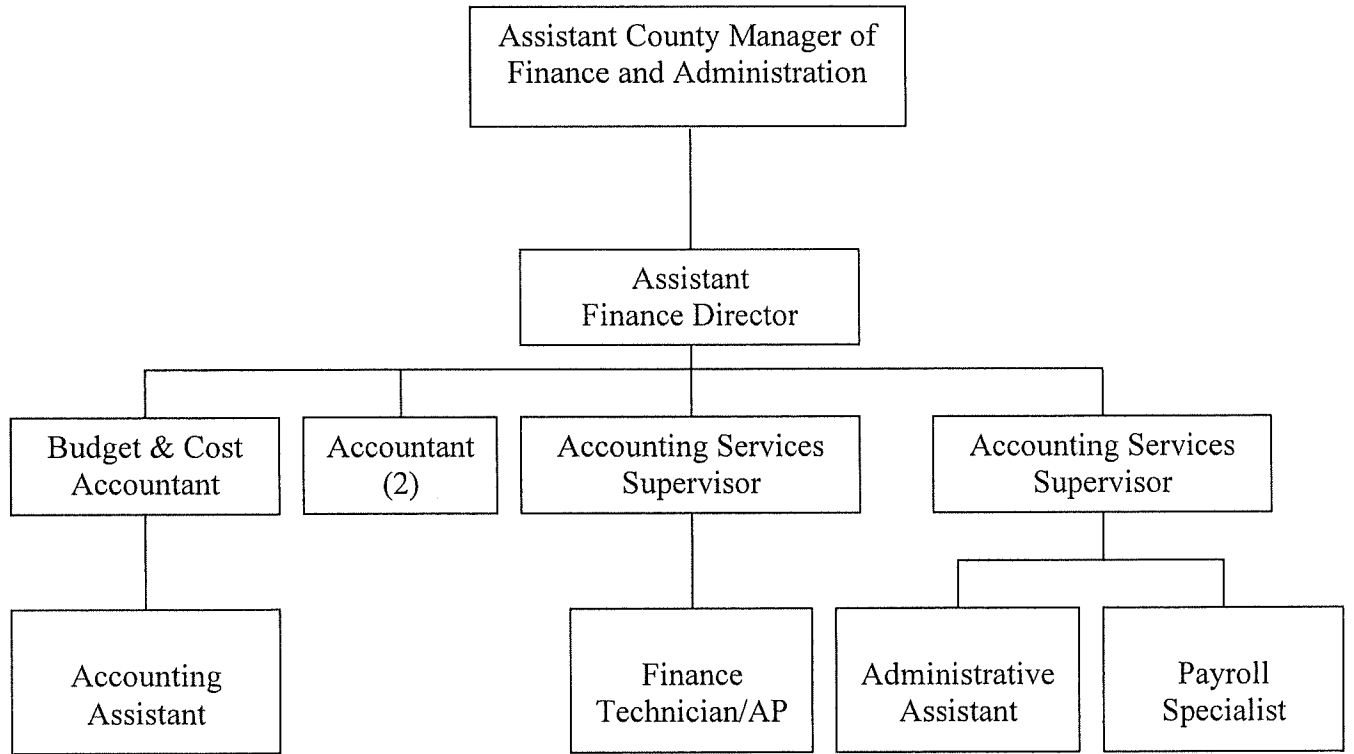 Assistant County Manager of
Finance and Administration
Assistant
Finance Director
Budget & Cost
Accountant
Accountant
(2)
Accounting Services
Supervisor
Accounting Services
Supervisor
Accounting
Assistant
Finance
Technician/AP
Administrative
Assistant
Payroll
Specialist